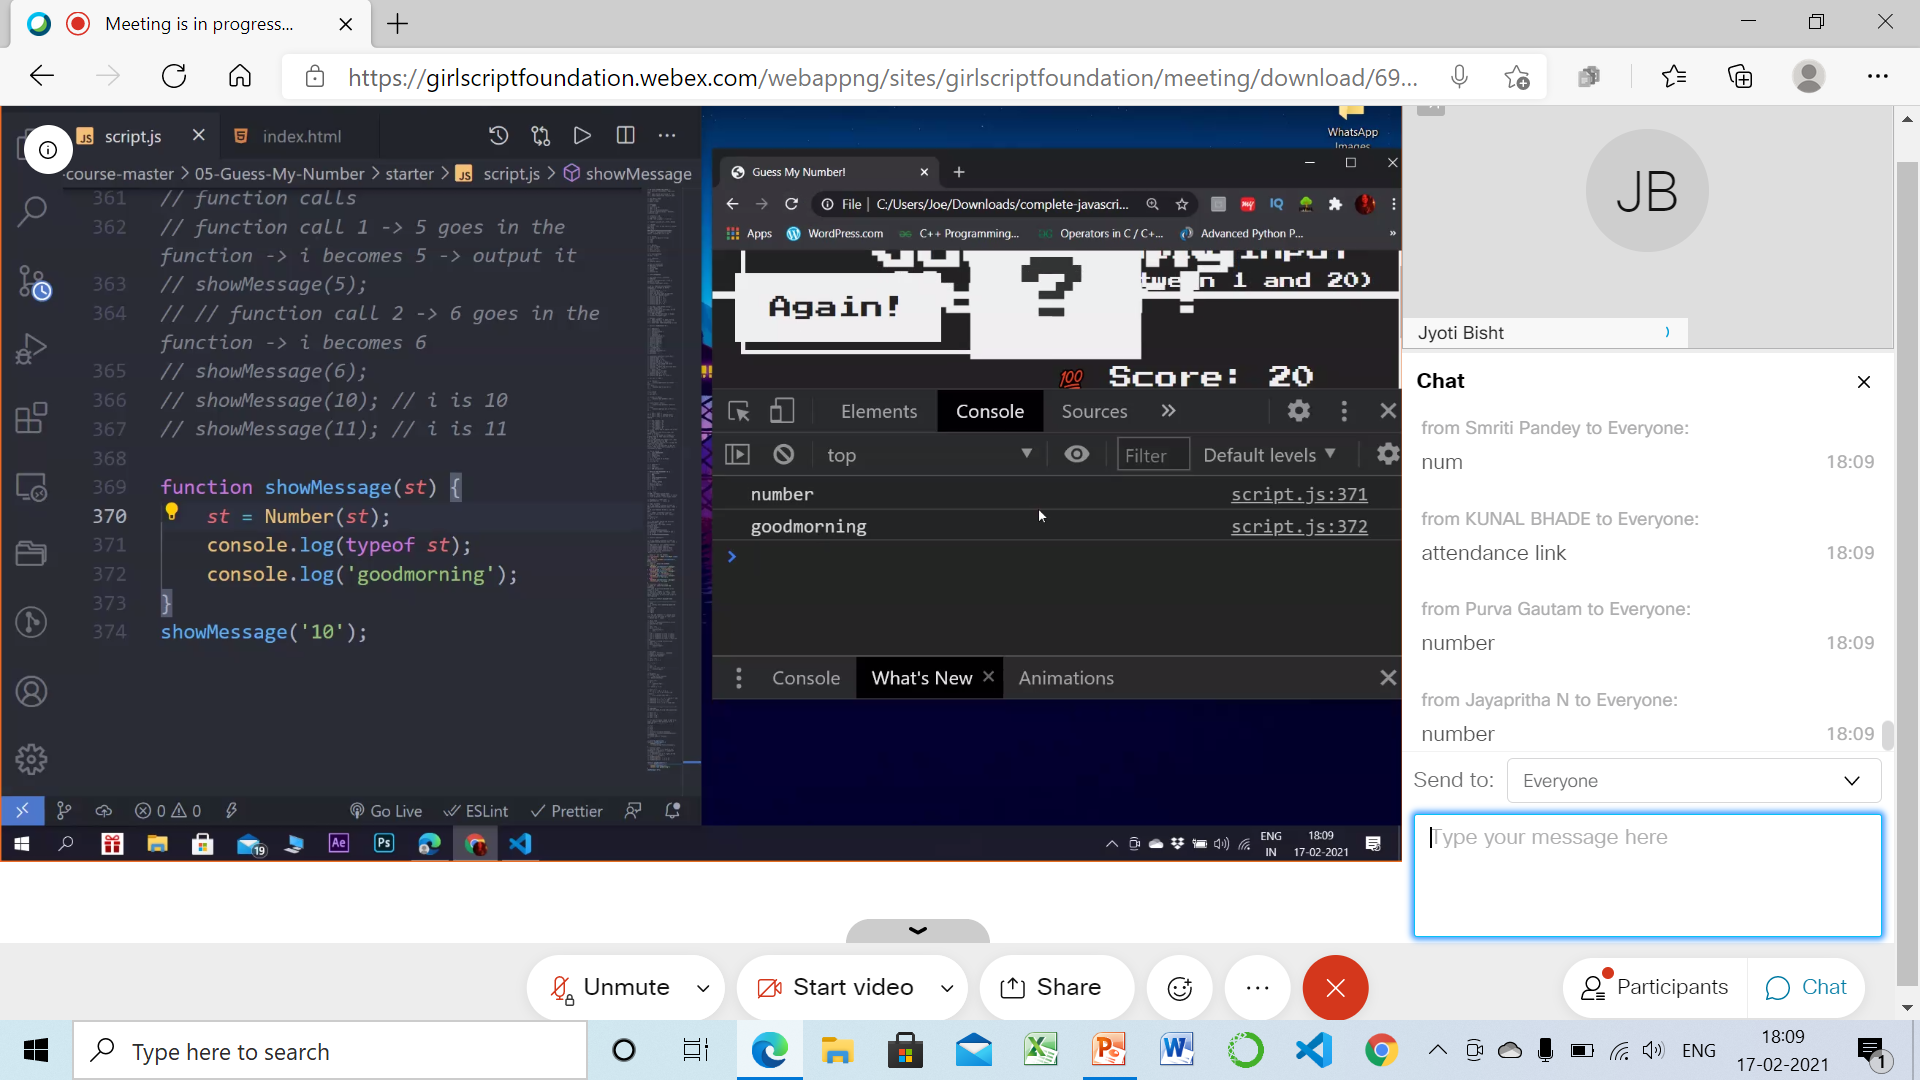 Meeting is in progress...
https://girlscriptfoundation.webex.com/webappng/sites/girlscriptfoundation/meeting/download/69...
script.js
index.html
-course-master > 05-Guess-My-Number > starter > script.js > showMessage
361 // function calls
362 // function call 1 -> 5 goes in the
function -> i becomes 5 -> output it
363 // showMessage(5);
364 // // function call 2 -> 6 goes in the
function -> i becomes 6
365 // showMessage(6);
366 // showMessage(10); // i is 10
367 // showMessage(11); // i is 11
368
369 function showMessage(st) {
370 st = Number(st);
371 console.log(typeof st);
372 console.log('goodmorning');
373 }
374 showMessage('10');
0 0 Go Live ESLint Prettier
WhatsApp
Images
Guess My Number!
File | C:/Users/Joe/Downloads/complete-javascri...
Apps WordPress.com C++ Programming... Operators in C / C+... Advanced Python P... »
Again!
?
ween 1 and 20)
💯 Score: 20
Elements Console Sources »
top Filter Default levels
number script.js:371
goodmorning script.js:372
Console What's New Animations
19
Ae
Ps
ENG
IN
18:09
17-02-2021
JB
Jyoti Bisht
Chat
from Smriti Pandey to Everyone:
num 18:09
from KUNAL BHADE to Everyone:
attendance link 18:09
from Purva Gautam to Everyone:
number 18:09
from Jayapritha N to Everyone:
number 18:09
Send to: Everyone
Type your message here
Unmute
Start video
Share
Participants
Chat
Type here to search
ENG
18:09
17-02-2021
1